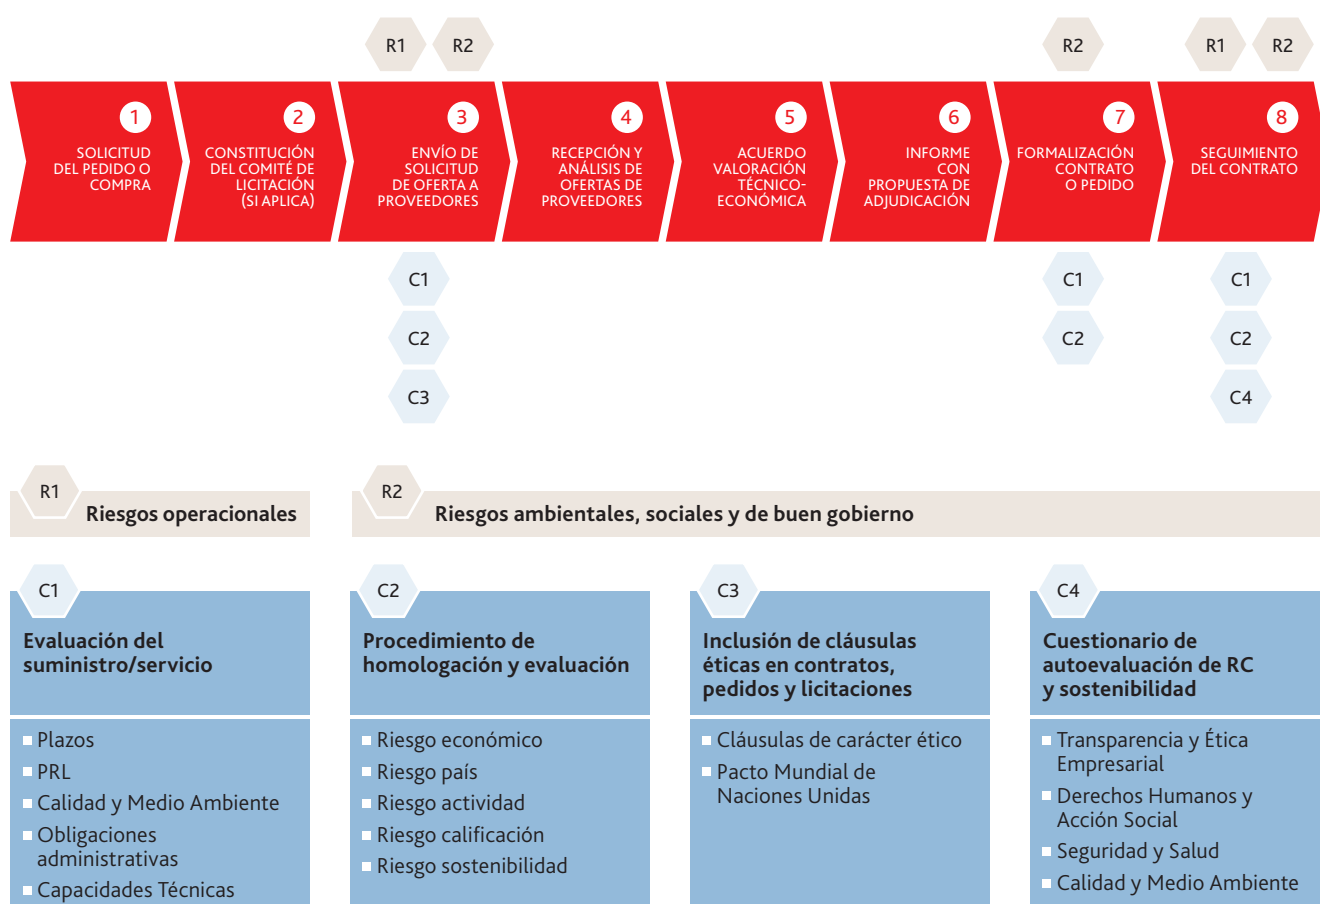 R1
R2
R2
R1
R2
1
SOLICITUD
DEL PEDIDO O
COMPRA
2
CONSTITUCIÓN
DEL COMITÉ DE
LICITACIÓN
(SI APLICA)
3
ENVÍO DE
SOLICITUD
DE OFERTA A
PROVEEDORES
4
RECEPCIÓN Y
ANÁLISIS DE
OFERTAS DE
PROVEEDORES
5
ACUERDO
VALORACIÓN
TÉCNICO-
ECONÓMICA
6
INFORME
CON
PROPUESTA DE
ADJUDICACIÓN
7
FORMALIZACIÓN
CONTRATO
O PEDIDO
8
SEGUIMIENTO
DEL CONTRATO
C1
C2
C3
C1
C2
C1
C2
C4
R1
Riesgos operacionales
R2
Riesgos ambientales, sociales y de buen gobierno
C1
Evaluación del
suministro/servicio
Plazos
PRL
Calidad y Medio Ambiente
Obligaciones
administrativas
Capacidades Técnicas
C2
Procedimiento de
homologación y evaluación
Riesgo económico
Riesgo país
Riesgo actividad
Riesgo calificación
Riesgo sostenibilidad
C3
Inclusión de cláusulas
éticas en contratos,
pedidos y licitaciones
Cláusulas de carácter ético
Pacto Mundial de
Naciones Unidas
C4
Cuestionario de
autoevaluación de RC
y sostenibilidad
Transparencia y Ética
Empresarial
Derechos Humanos y
Acción Social
Seguridad y Salud
Calidad y Medio Ambiente